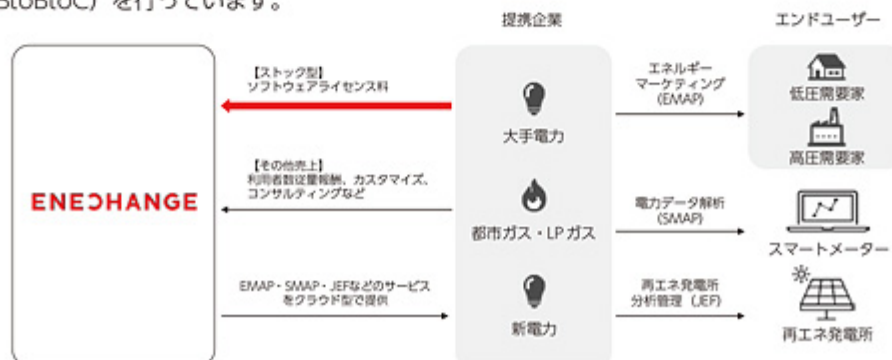 BtoBtoC）を行っています。
提携企業
エンドユーザー
【ストック型】
ソフトウェアライセンス料
エネルギー
マーケティング
(EMAP)
低圧需要家
大手電力
高圧需要家
【その他売上】
利用者数従量報酬、カスタマイズ、
コンサルティングなど
ENECHANGE
電力データ解析
(SMAP)
都市ガス・LPガス
スマートメーター
EMAP・SMAP・JEFなどのサービス
をクラウド型で提供
再エネ発電所
分析管理（JEF)
新電力
再エネ発電所